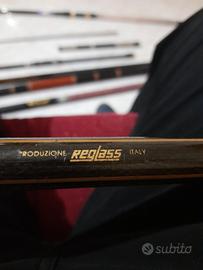 PRODUZIONE Reglass ITALY
subito